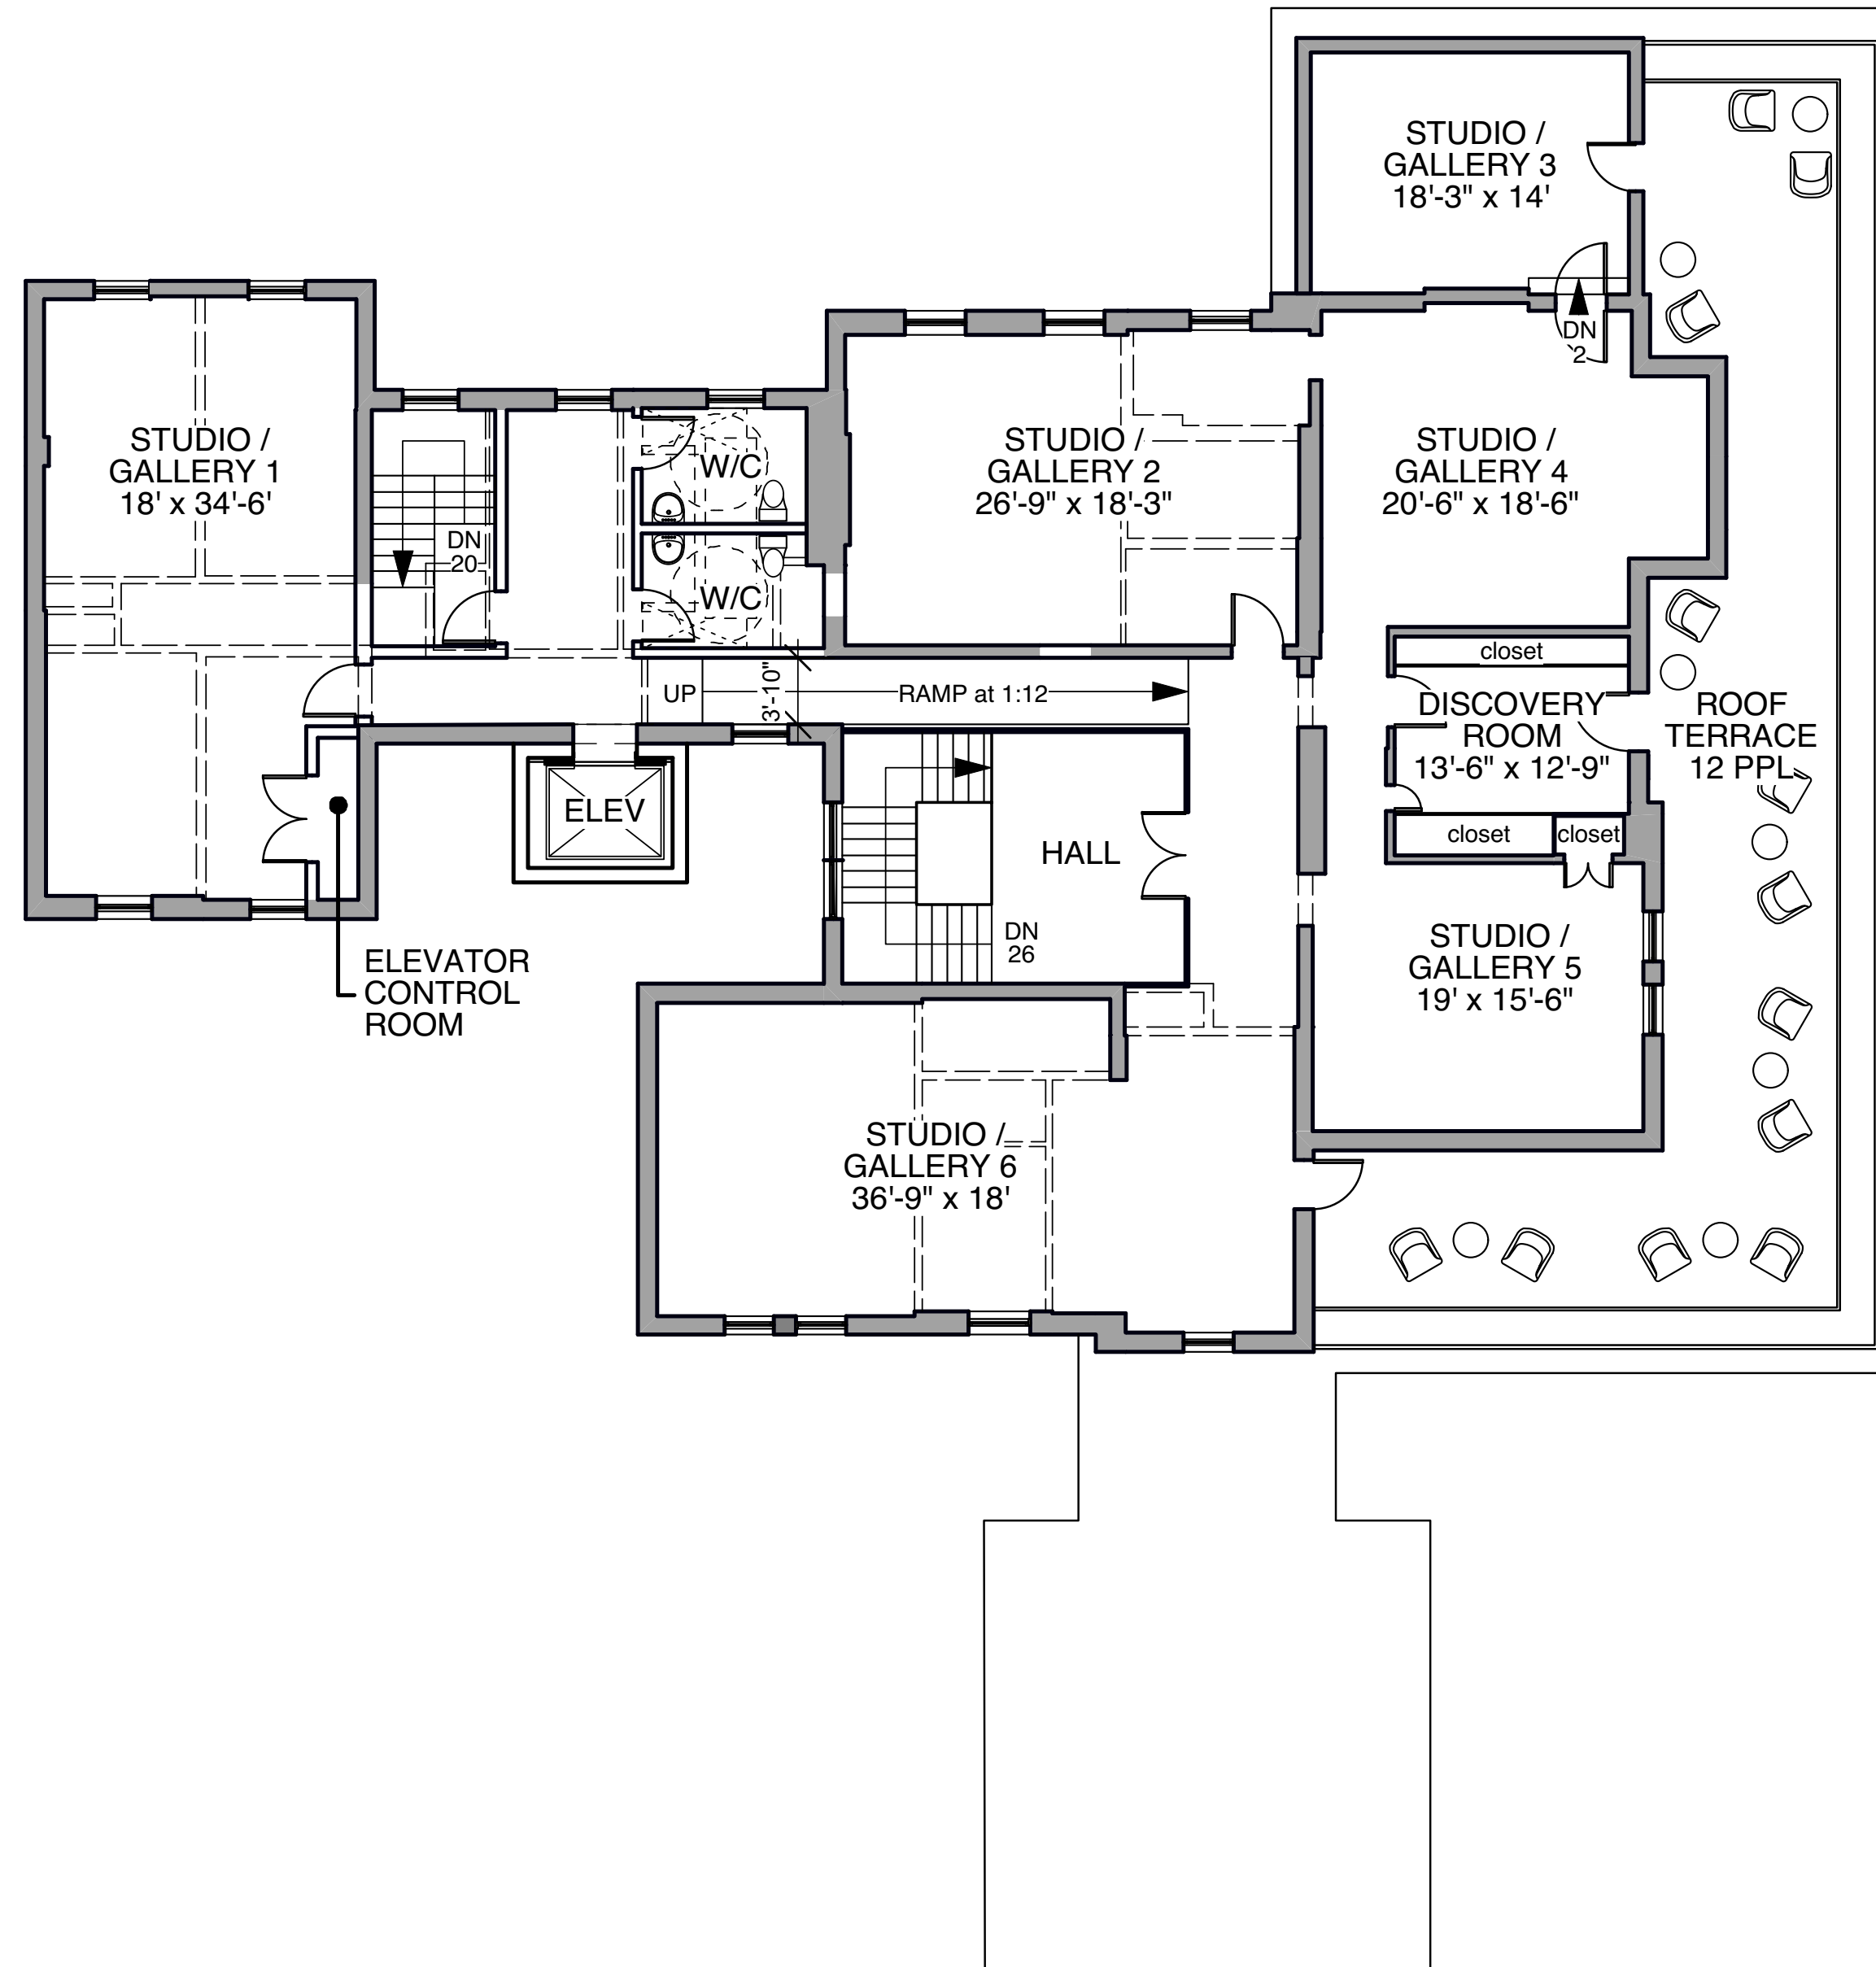 STUDIO /
GALLERY 3
18'-3" x 14'
DN
2
STUDIO /
GALLERY 1
18' x 34'-6'
DN
20
W/C
W/C
STUDIO /
GALLERY 2
26'-9" x 18'-3"
STUDIO /
GALLERY 4
20'-6" x 18'-6"
closet
UP
3'-10"
RAMP at 1:12
DISCOVERY
ROOM
13'-6" x 12'-9"
ROOF
TERRACE
12 PPL
ELEV
closet
closet
HALL
DN
26
ELEVATOR
CONTROL
ROOM
STUDIO /
GALLERY 5
19' x 15'-6"
STUDIO /
GALLERY 6
36'-9" x 18'